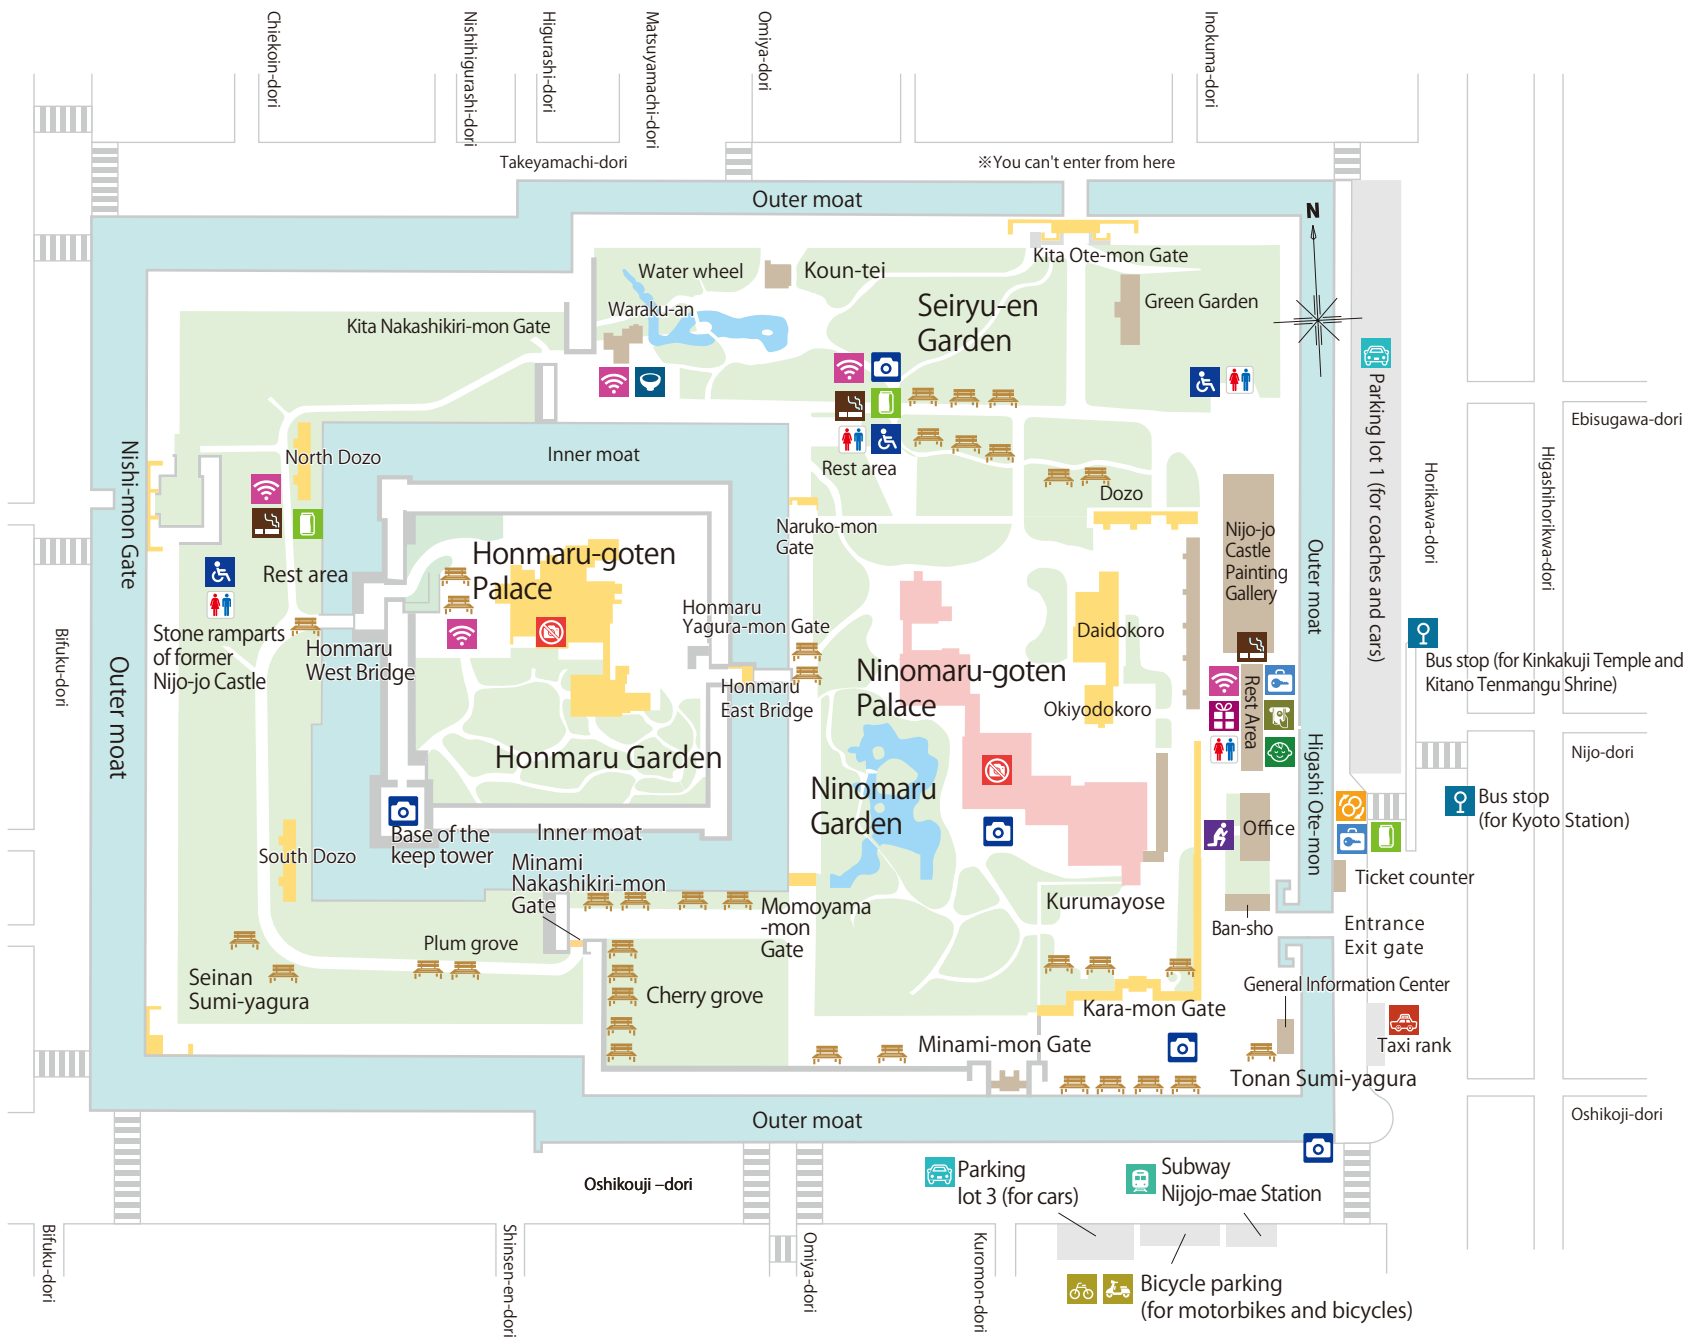 Chiekoin-dori
Nishihigurashi-dori
Higurashi-dori
Matsuyamachi-dori
Omiya-dori
Inokuma-dori
Takeyamachi-dori
※You can't enter from here
Outer moat
N
Kita Ote-mon Gate
Water wheel
Koun-tei
Seiryu-en
Garden
Green Garden
Waraku-an
Kita Nakashikiri-mon Gate
Parking lot 1 (for coaches and cars)
Ebisugawa-dori
Horikawa-dori
Higashihorikwa-dori
Nishi-mon Gate
North Dozo
Inner moat
Rest area
Dozo
Naruko-mon
Gate
Nijo-jo
Castle
Painting
Gallery
Outer moat
Honmaru-goten
Palace
Rest area
Honmaru
Yagura-mon Gate
Daidokoro
Stone ramparts
of former
Nijo-jo Castle
Honmaru
West Bridge
Bifuku-dori
Outer moat
Ninomaru-goten
Palace
Bus stop (for Kinkakuji Temple and
Kitano Tenmangu Shrine)
Honmaru
East Bridge
Okiyodokoro
Rest Area
Honmaru Garden
Nijo-dori
Higashi Ote-mon
Ninomaru
Garden
Bus stop
(for Kyoto Station)
Base of the
keep tower
Inner moat
Office
South Dozo
Minami
Nakashikiri-mon
Gate
Ticket counter
Kurumayose
Momoyama
-mon
Gate
Ban-sho
Entrance
Exit gate
Plum grove
Seinan
Sumi-yagura
Cherry grove
General Information Center
Kara-mon Gate
Minami-mon Gate
Taxi rank
Tonan Sumi-yagura
Outer moat
Oshikoji-dori
Oshikouji –dori
Parking
lot 3 (for cars)
Subway
Nijojo-mae Station
Bifuku-dori
Shinsen-en-dori
Omiya-dori
Kuromon-dori
Bicycle parking
(for motorbikes and bicycles)